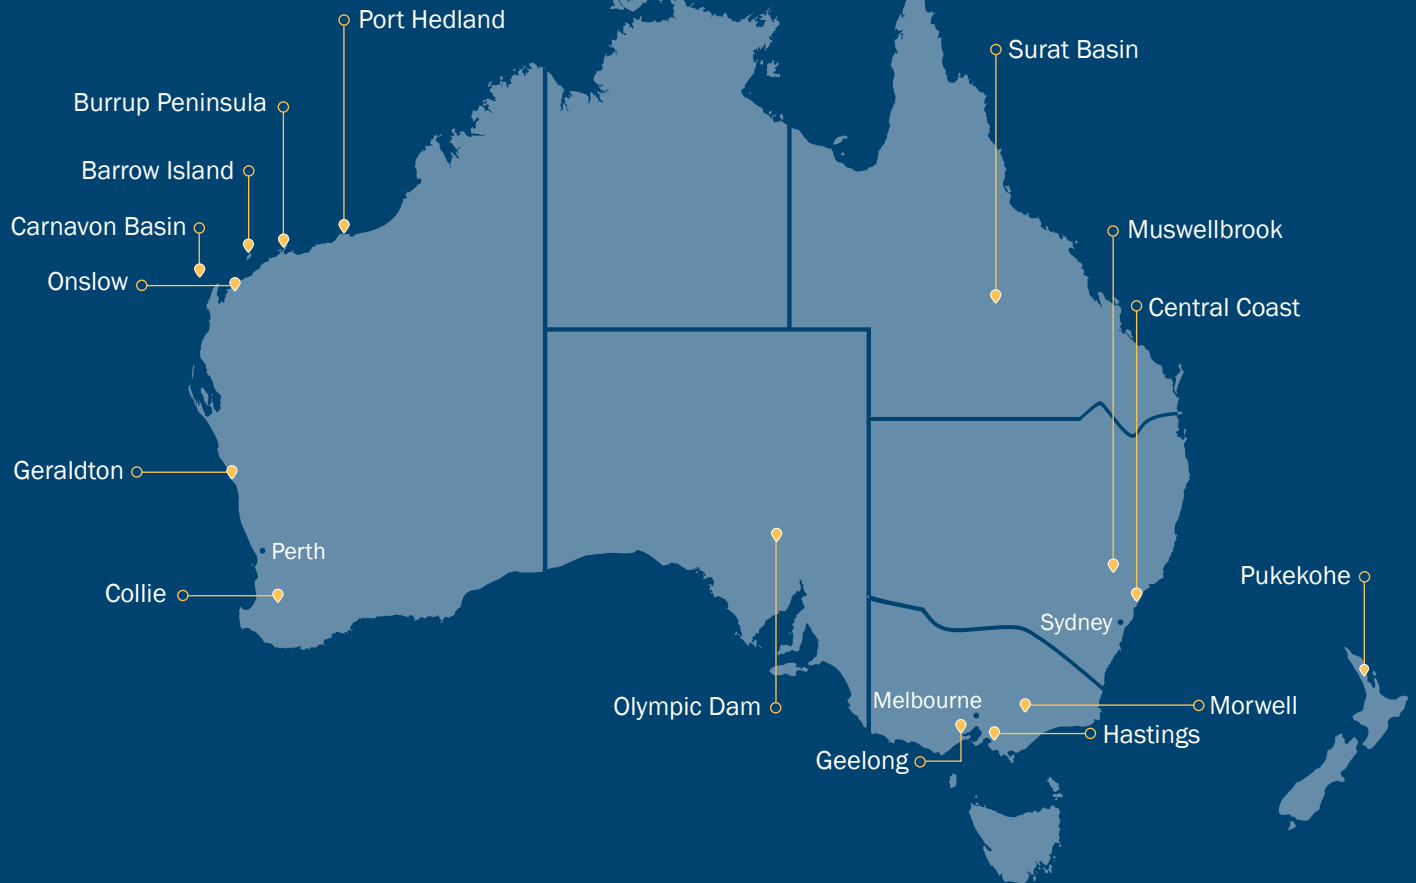 Port Hedland
Surat Basin
Burrup Peninsula
Barrow Island
Carnavon Basin
Muswellbrook
Onslow
Central Coast
Geraldton
Perth
Pukekohe
Collie
Sydney
Melbourne
Olympic Dam
Morwell
Hastings
Geelong